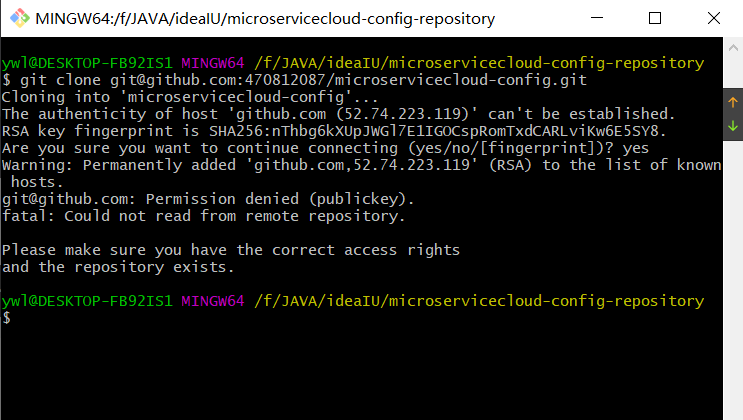 MINGW64:/f/JAVA/ideaIU/microservicecloud-config-repository
ywl@DESKTOP-FB92IS1 MINGW64 /f/JAVA/ideaIU/microservicecloud-config-repository
$ git clone git@github.com:470812087/microservicecloud-config.git
Cloning into 'microservicecloud-config'...
The authenticity of host 'github.com (52.74.223.119)' can't be established.
RSA key fingerprint is SHA256:nThbg6kXUpJWGl7E1IGOCspRomTxdCARLviKw6E5SY8.
Are you sure you want to continue connecting (yes/no/[fingerprint])? yes
Warning: Permanently added 'github.com,52.74.223.119' (RSA) to the list of known
 hosts.
git@github.com: Permission denied (publickey).
fatal: Could not read from remote repository.
Please make sure you have the correct access rights
and the repository exists.
ywl@DESKTOP-FB92IS1 MINGW64 /f/JAVA/ideaIU/microservicecloud-config-repository
$